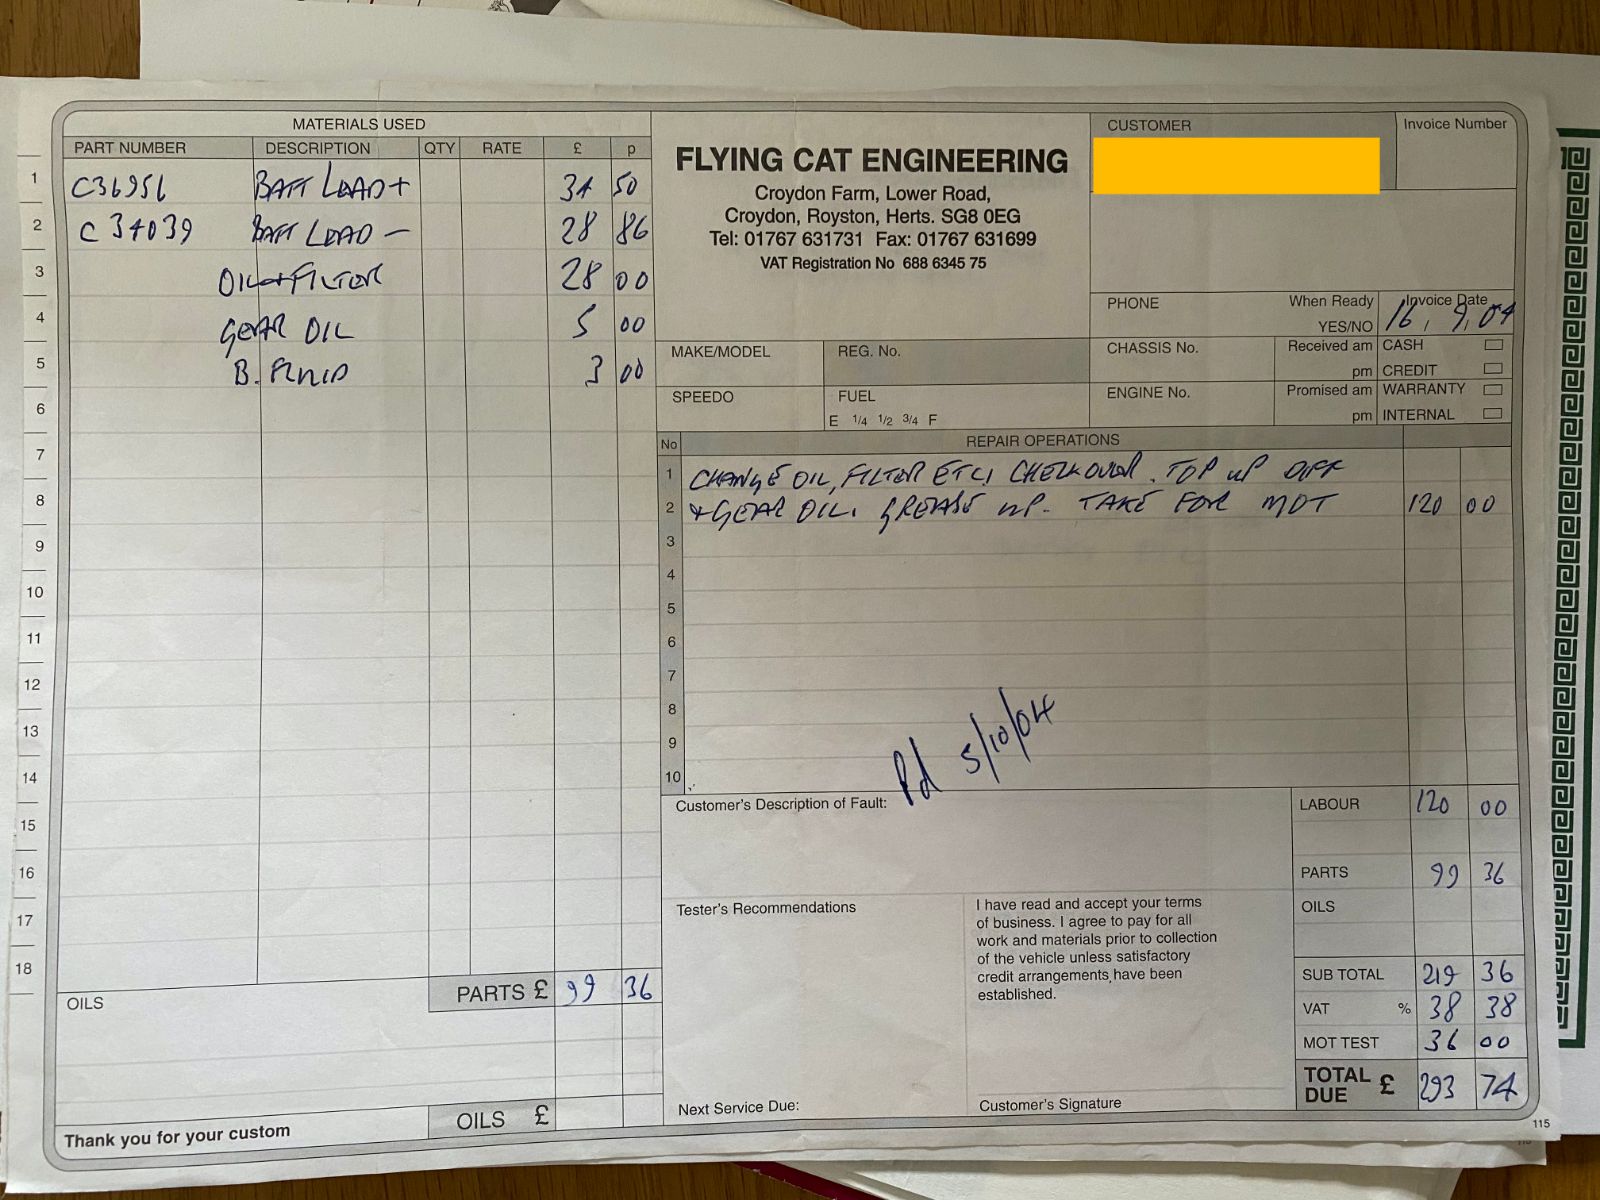 MATERIALS USED
PART NUMBER DESCRIPTION QTY RATE £ p
1 C36956 BATT LEAD + 34 50
2 C34039 BATT LEAD – 28 86
3 OIL + FILTER 28 00
4 GEAR OIL 5 00
5 B. FLUID 3 00
6
7
8
9
10
11
12
13
14
15
16
17
18
PARTS £ 99 36
OILS
OILS £
Thank you for your custom
FLYING CAT ENGINEERING
Croydon Farm, Lower Road,
Croydon, Royston, Herts. SG8 0EG
Tel: 01767 631731 Fax: 01767 631699
VAT Registration No 688 6345 75
CUSTOMER
Invoice Number
PHONE
When Ready
YES/NO
Invoice Date
16, 9, 04
MAKE/MODEL
REG. No.
CHASSIS No.
Received am
pm
CASH
CREDIT
SPEEDO
FUEL
E 1/4 1/2 3/4 F
ENGINE No.
Promised am
pm
WARRANTY
INTERNAL
No REPAIR OPERATIONS
1 CHANGE OIL, FILTER ETC, CHECKOVER. TOP UP DIFF
2 + GEAR OIL, GREASE UP. TAKE FOR MOT 120 00
3
4
5
6
7
8
9
10
Pd 5/10/04
Customer's Description of Fault:
Tester's Recommendations
Next Service Due:
I have read and accept your terms
of business. I agree to pay for all
work and materials prior to collection
of the vehicle unless satisfactory
credit arrangements have been
established.
Customer's Signature
LABOUR 120 00
PARTS 99 36
OILS
SUB TOTAL 219 36
VAT % 38 38
MOT TEST 36 00
TOTAL DUE £ 293 74
115